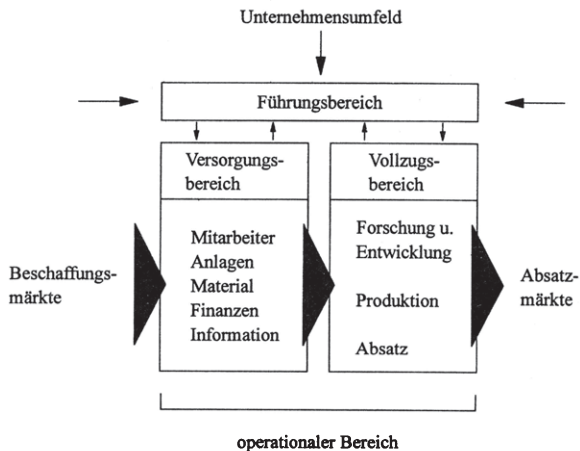 Unternehmensumfeld
Führungsbereich
Versorgungs-
bereich
Vollzugs-
bereich
Beschaffungs-
märkte
Mitarbeiter
Anlagen
Material
Finanzen
Information
Forschung u.
Entwicklung
Produktion
Absatz
Absatz-
märkte
operationaler Bereich